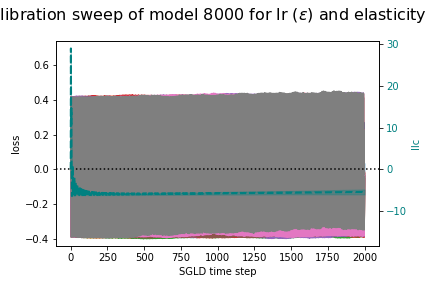 libration sweep of model 8000 for lr (ε) and elasticity
0.6
0.4
0.2
0.0
−0.2
−0.4
loss
30
20
10
0
−10
llc
0 250 500 750 1000 1250 1500 1750 2000
SGLD time step